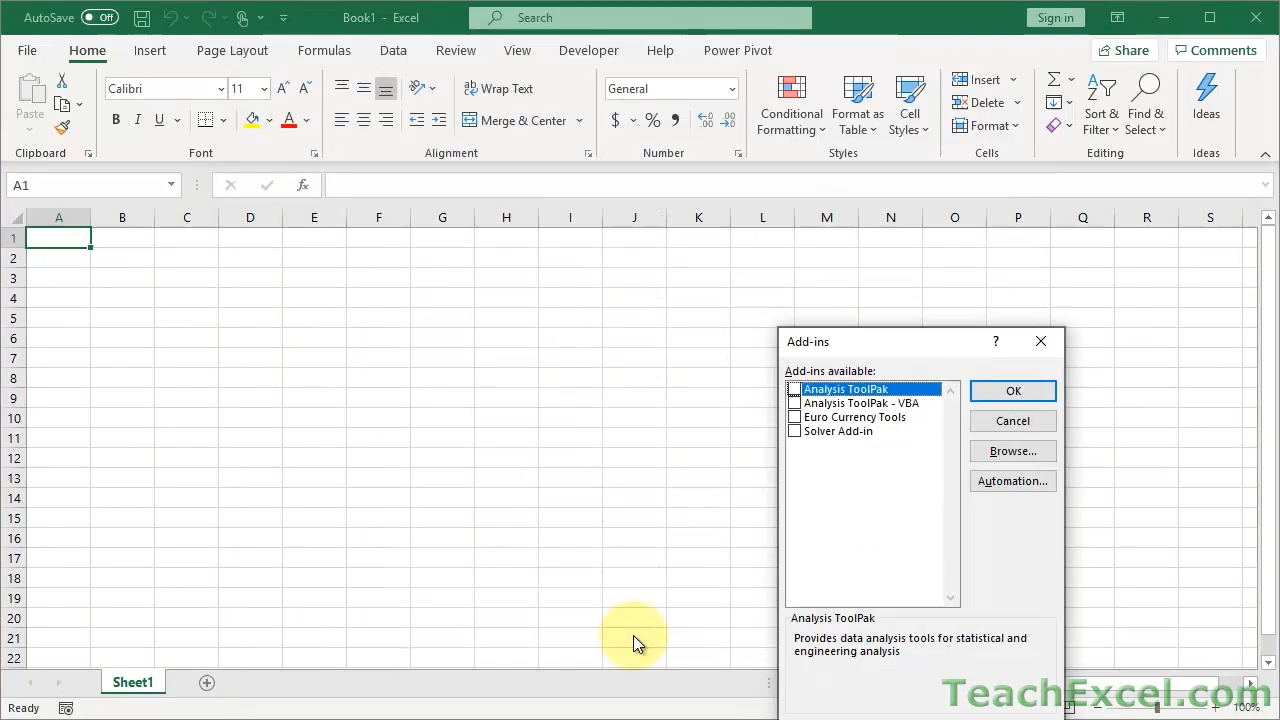 AutoSave Off Book1 - Excel Search Sign in
File Home Insert Page Layout Formulas Data Review View Developer Help Power Pivot Share Comments
Paste
Clipboard
Calibri 11
B I U A
Font
Wrap Text
Merge & Center
Alignment
General
$ % ,
Number
Conditional Formatting
Format as Table
Cell Styles
Styles
Insert
Delete
Format
Cells
Sort & Filter
Find & Select
Editing
Ideas
Ideas
A1
fx
A B C D E F G H I J K L M N O P Q R S
1
2
3
4
5
6
7
8
9
10
11
12
13
14
15
16
17
18
19
20
21
22
Add-ins ?
Add-ins available:
Analysis ToolPak
Analysis ToolPak - VBA
Euro Currency Tools
Solver Add-in
OK
Cancel
Browse...
Automation...
Analysis ToolPak
Provides data analysis tools for statistical and
engineering analysis
Sheet1
TeachExcel.com
Ready 100%